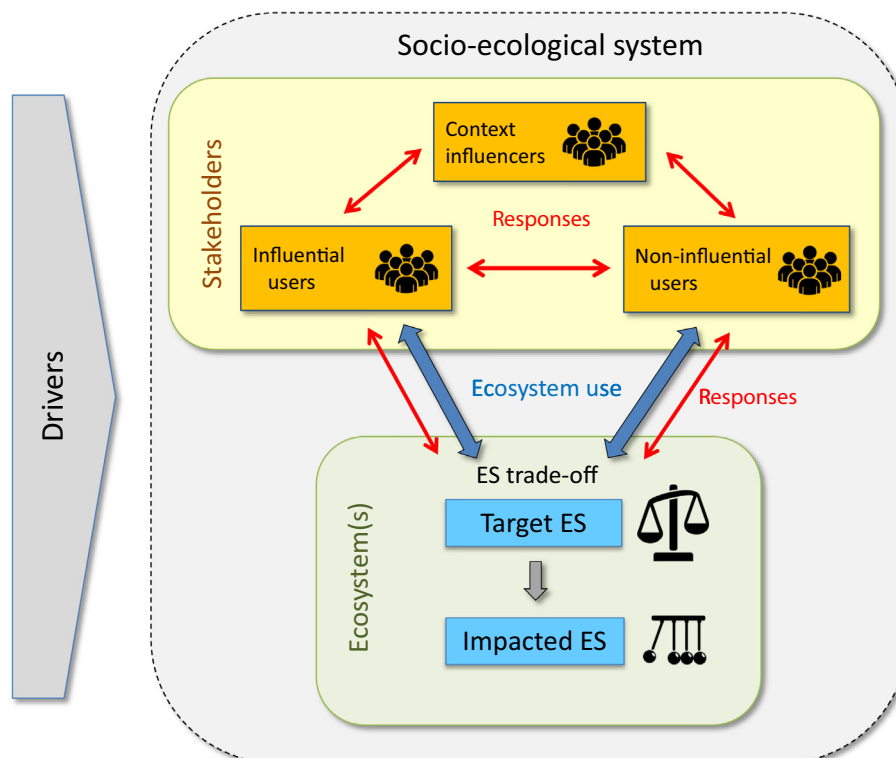 Socio-ecological system
Drivers
Stakeholders
Context
influencers
Responses
Influential
users
Non-influential
users
Ecosystem use
Responses
Ecosystem(s)
ES trade-off
Target ES
Impacted ES